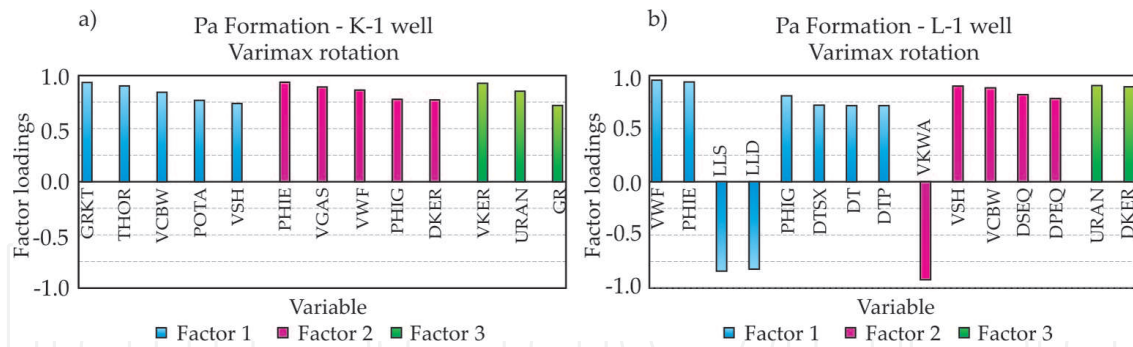 a)
Pa Formation - K-1 well
Varimax rotation
Factor loadings
1.0
0.5
0.0
-0.5
-1.0
GRKT
THOR
VCBW
POTA
VSH
PHIE
VGAS
VWF
PHIG
DKER
VKER
URAN
GR
Variable
Factor 1
Factor 2
Factor 3
b)
Pa Formation - L-1 well
Varimax rotation
Factor loadings
1.0
0.5
0.0
-0.5
-1.0
VWF
PHIE
LLS
LLD
PHIG
DTSX
DT
DTP
VKWA
VSH
VCBW
DSEQ
DPEQ
URAN
DKER
Variable
Factor 1
Factor 2
Factor 3